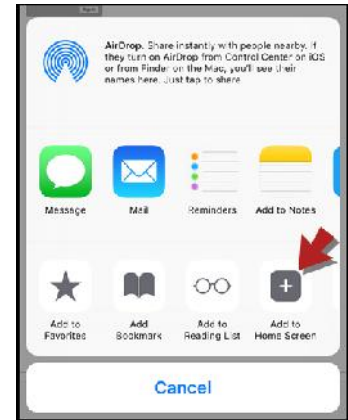 AirDrop. Share instantly with people nearby. If
they turn on AirDrop from Control Center on iOS
or from Finder on the Mac, you'll see their
names here. Just tap to share.
Message
Mail
Reminders
Add to Notes
Add to
Favorites
Add
Bookmark
Add to
Reading List
Add to
Home Screen
Cancel